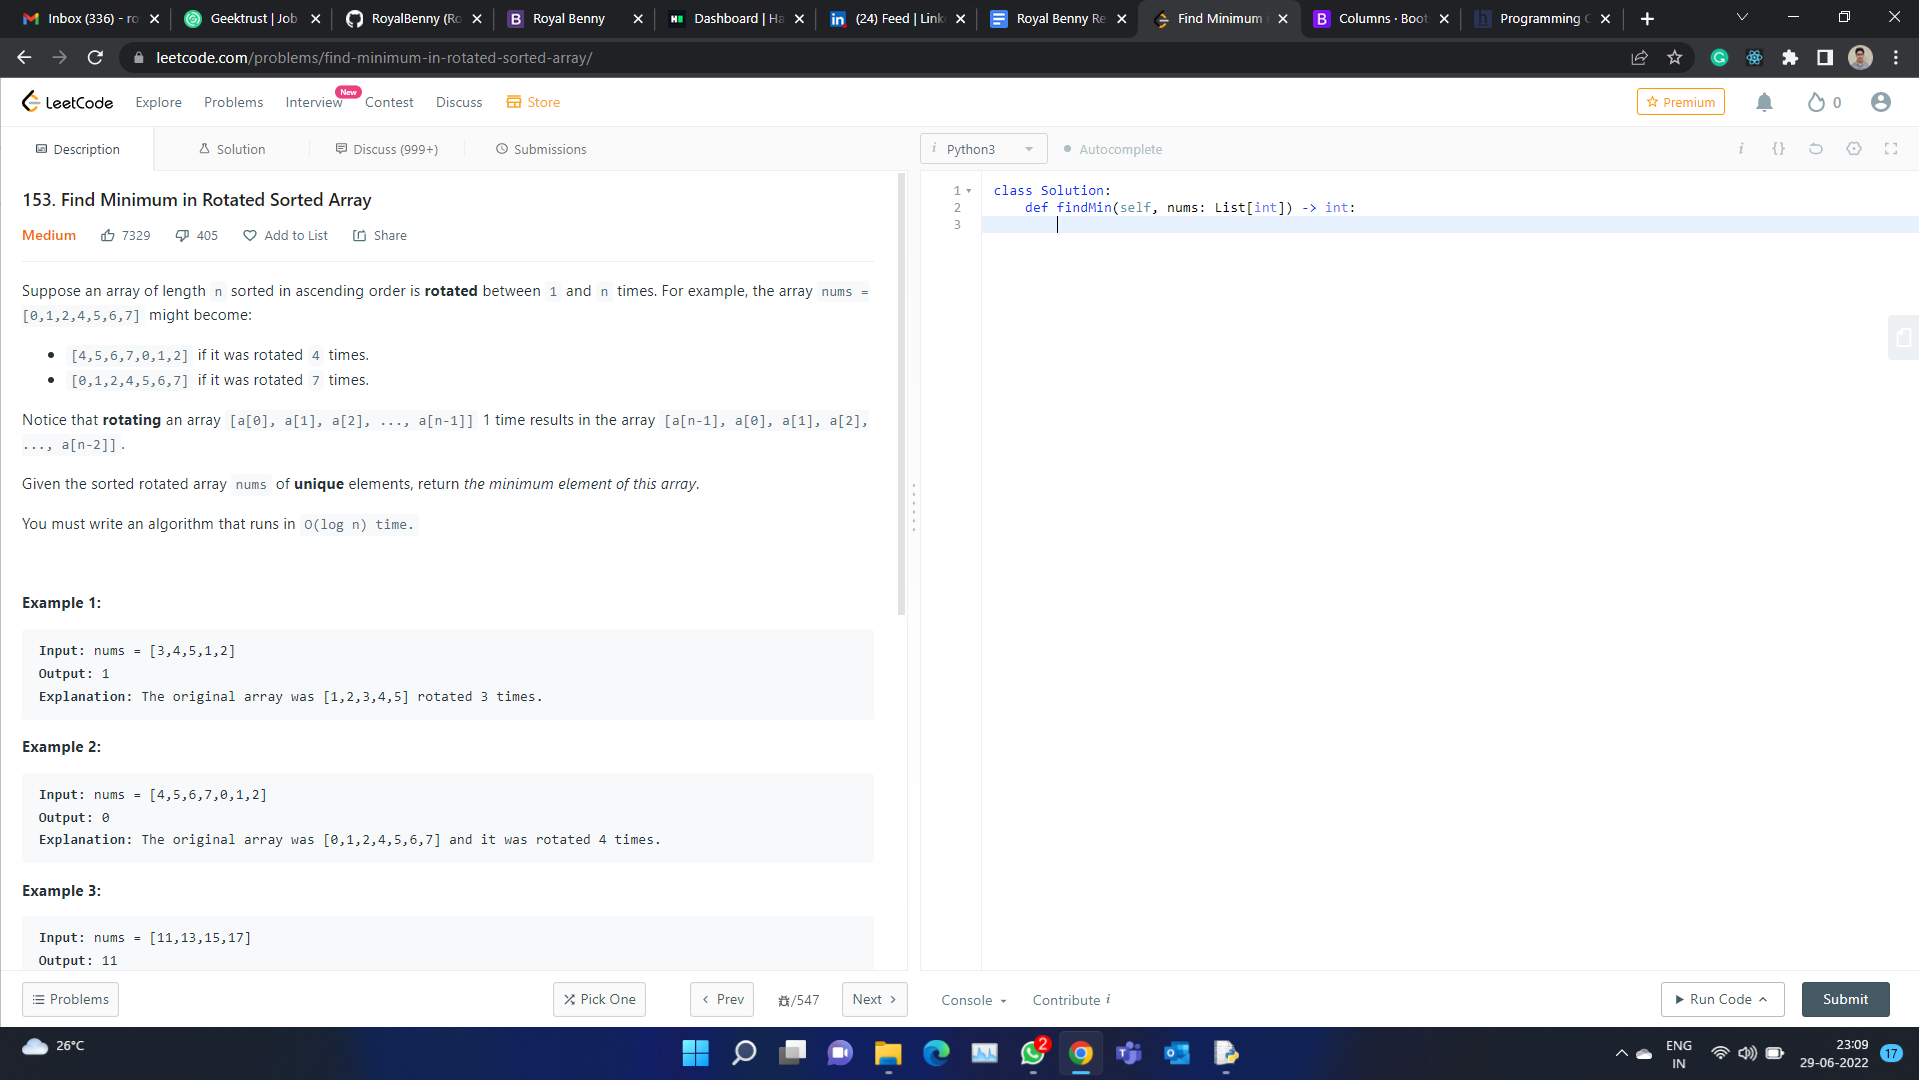 Inbox (336) - ro
Geektrust | Job
RoyalBenny (Ro
Royal Benny
Dashboard | Ha
(24) Feed | Link
Royal Benny Re
Find Minimum
Columns · Boot
Programming C
leetcode.com/problems/find-minimum-in-rotated-sorted-array/
LeetCode
Explore
Problems
Interview
New
Contest
Discuss
Store
Premium
0
Description
Solution
Discuss (999+)
Submissions
i Python3
Autocomplete
i {}
153. Find Minimum in Rotated Sorted Array
Medium
7329
405
Add to List
Share
Suppose an array of length n sorted in ascending order is rotated between 1 and n times. For example, the array nums =
[0,1,2,4,5,6,7] might become:
[4,5,6,7,0,1,2] if it was rotated 4 times.
[0,1,2,4,5,6,7] if it was rotated 7 times.
Notice that rotating an array [a[0], a[1], a[2], ..., a[n-1]] 1 time results in the array [a[n-1], a[0], a[1], a[2],
..., a[n-2]].
Given the sorted rotated array nums of unique elements, return the minimum element of this array.
You must write an algorithm that runs in O(log n) time.
Example 1:
Input: nums = [3,4,5,1,2]
Output: 1
Explanation: The original array was [1,2,3,4,5] rotated 3 times.
Example 2:
Input: nums = [4,5,6,7,0,1,2]
Output: 0
Explanation: The original array was [0,1,2,4,5,6,7] and it was rotated 4 times.
Example 3:
Input: nums = [11,13,15,17]
Output: 11
1 class Solution:
2 def findMin(self, nums: List[int]) -> int:
3
Problems
Pick One
Prev
/547
Next
Console
Contribute i
Run Code
Submit
26°C
2
ENG
IN
23:09
29-06-2022
17